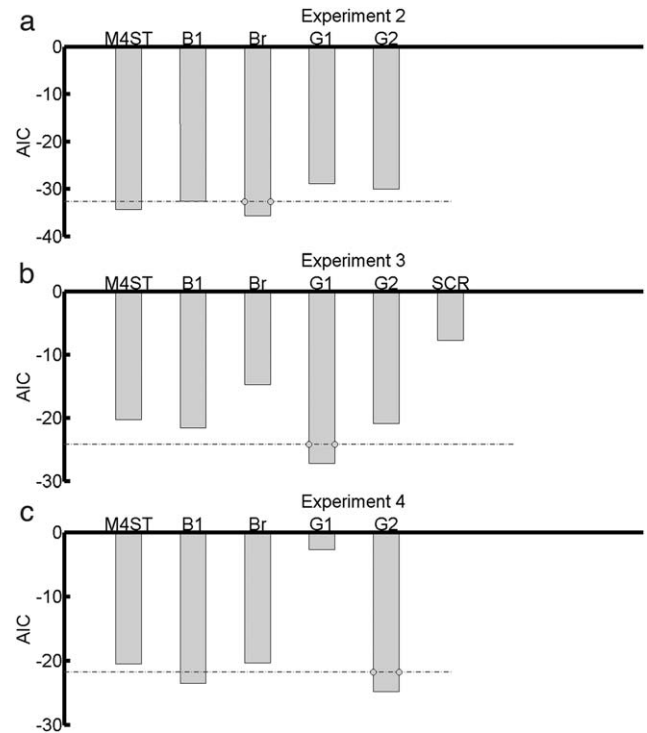 a
Experiment 2
M4ST B1 Br G1 G2
0
-10
-20
-30
-40
AIC
b
Experiment 3
M4ST B1 Br G1 G2 SCR
0
-10
-20
-30
AIC
c
Experiment 4
M4ST B1 Br G1 G2
0
-10
-20
-30
AIC